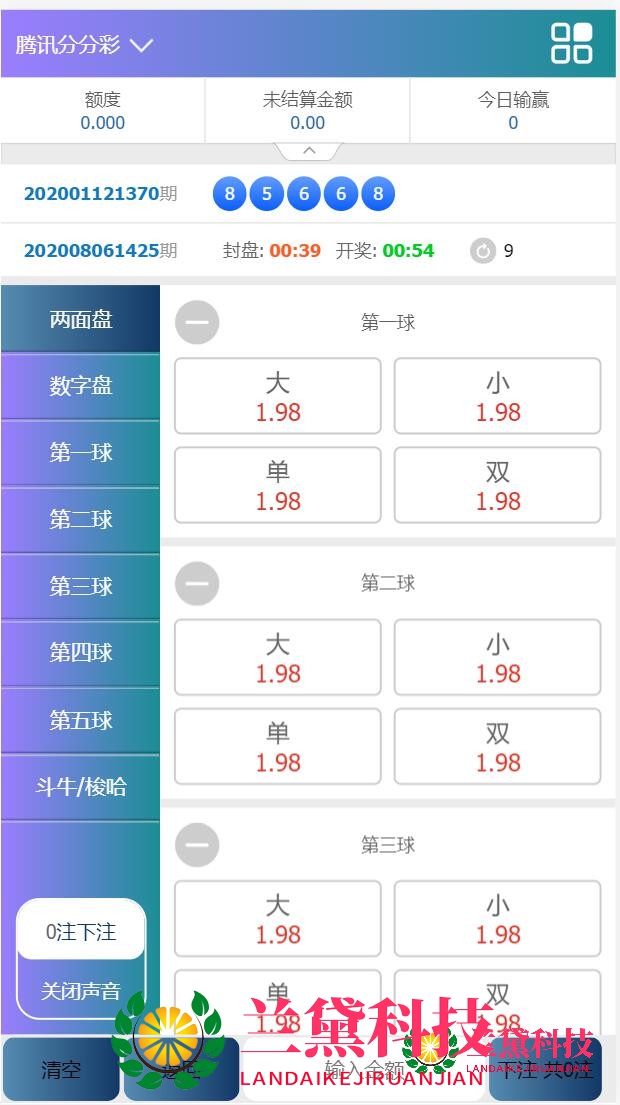 腾讯分分彩
额度 未结算金额 今日输赢
0.000 0.00 0
202001121370期 8 5 6 6 8
202008061425期 封盘: 00:39 开奖: 00:54 9
两面盘
数字盘
第一球
第二球
第三球
第四球
第五球
斗牛/梭哈
0注下注
关闭声音
第一球
大 小
1.98 1.98
单 双
1.98 1.98
第二球
大 小
1.98 1.98
单 双
1.98 1.98
第三球
大 小
1.98 1.98
单 双
1.98 1.98
清空 输入金额 下注 共0注
兰黛科技
LANDAIKEJIRUANJIAN
兰黛科技
LANDAIKEJIRUANJIAN